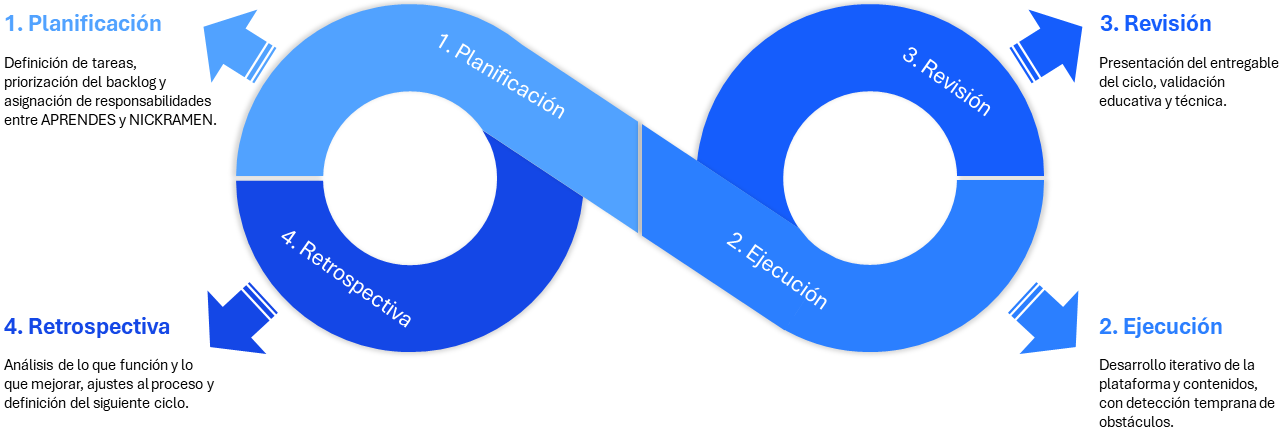 1. Planificación
Definición de tareas,
priorización del backlog y
asignación de responsabilidades
entre APRENDES y NICKRAMEN.
1. Planificación
3. Revisión
3. Revisión
Presentación del entregable
del ciclo, validación
educativa y técnica.
4. Retrospectiva
Análisis de lo que función y lo
que mejorar, ajustes al proceso y
definición del siguiente ciclo.
4. Retrospectiva
2. Ejecución
2. Ejecución
Desarrollo iterativo de la
plataforma y contenidos,
con detección temprana de
obstáculos.